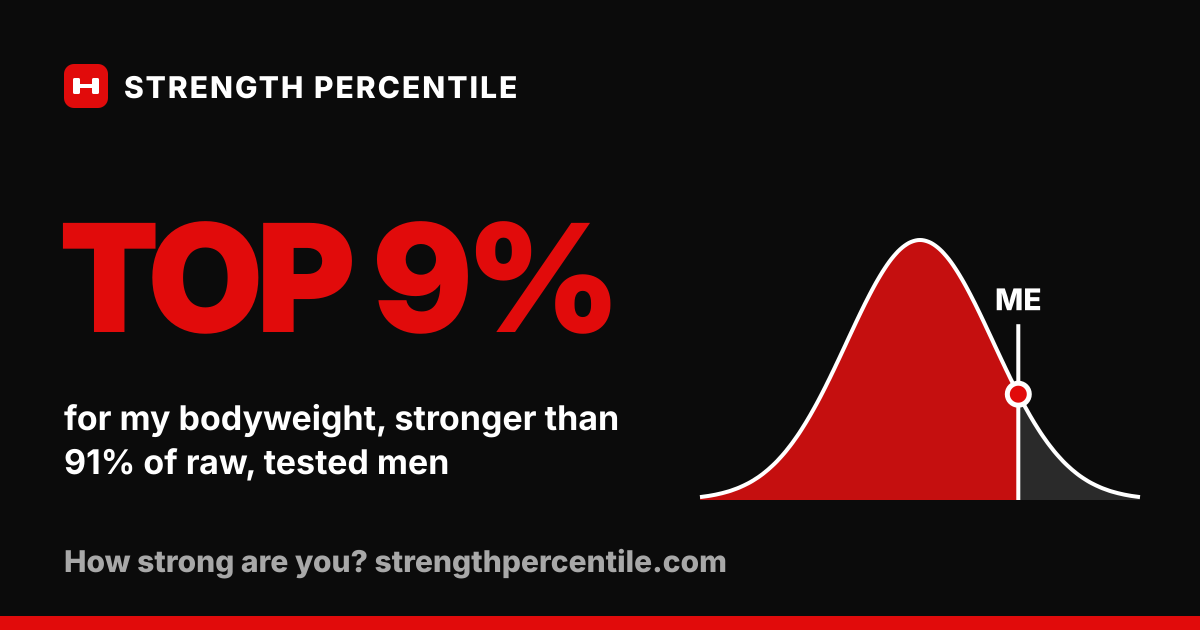 STRENGTH PERCENTILE
TOP 9%
ME
for my bodyweight, stronger than
91% of raw, tested men
How strong are you? strengthpercentile.com